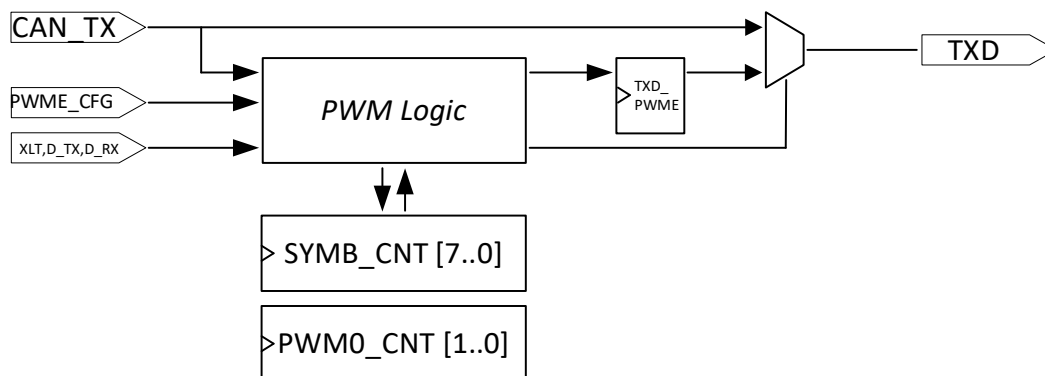 CAN_TX
TXD
PWME_CFG
PWM Logic
TXD_
PWME
XLT,D_TX,D_RX
SYMB_CNT [7..0]
PWM0_CNT [1..0]